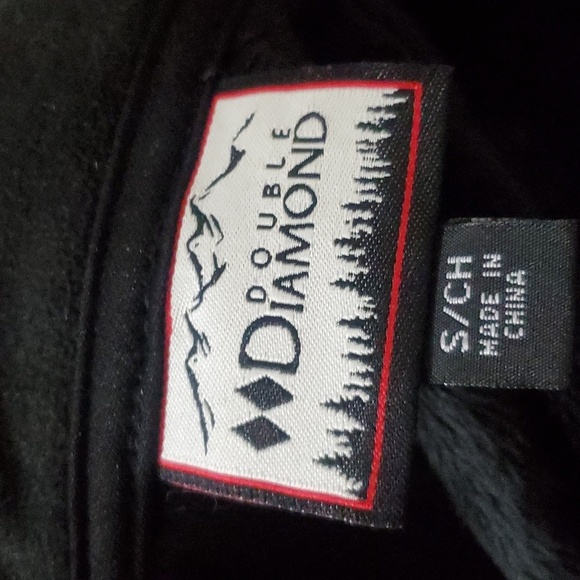 DOUBLE
DIAMOND
S/CH
MADE IN
CHINA